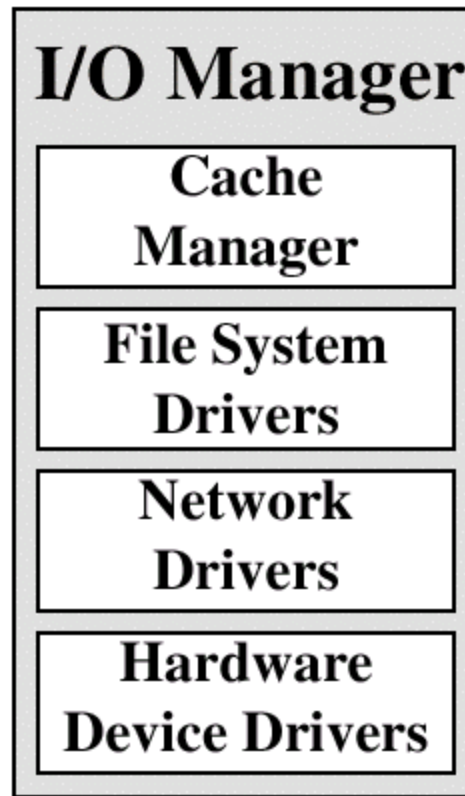 I/O Manager
Cache
Manager
File System
Drivers
Network
Drivers
Hardware
Device Drivers